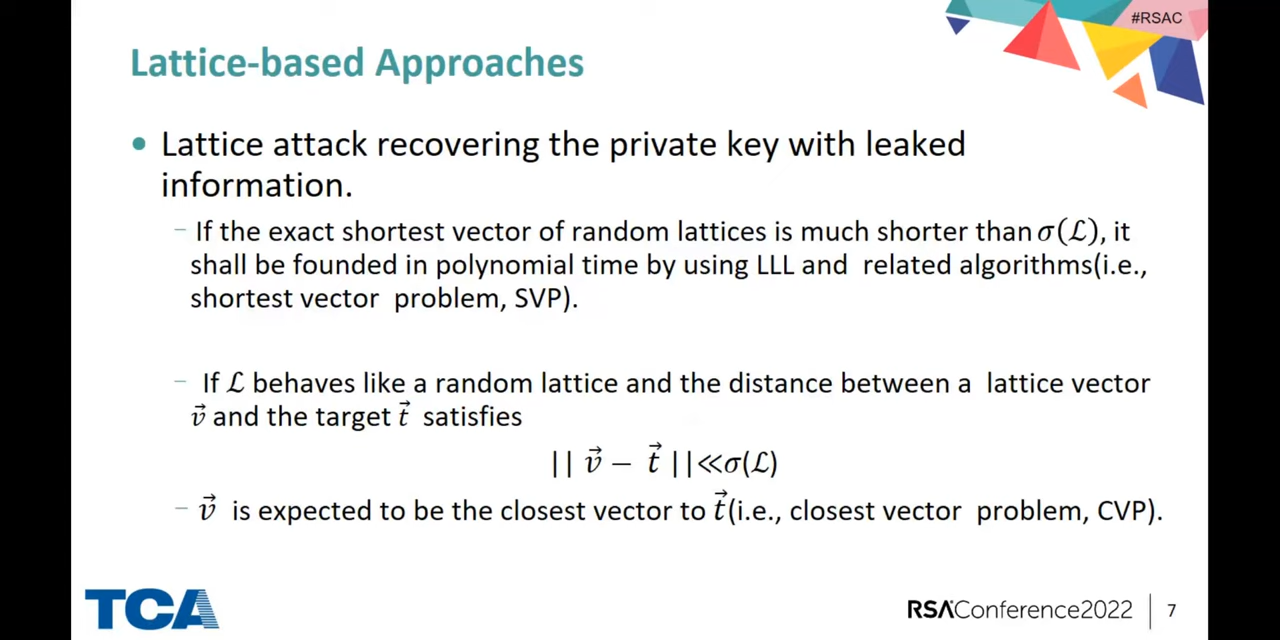 #RSAC
Lattice-based Approaches
• Lattice attack recovering the private key with leaked
information.
– If the exact shortest vector of random lattices is much shorter than σ(ℒ), it
shall be founded in polynomial time by using LLL and related algorithms(i.e.,
shortest vector problem, SVP).
– If ℒ behaves like a random lattice and the distance between a lattice vector
v⃗ and the target t⃗ satisfies
|| v⃗ − t⃗ ||≪σ(ℒ)
– v⃗ is expected to be the closest vector to t⃗(i.e., closest vector problem, CVP).
TCA
RSAConference2022 | 7